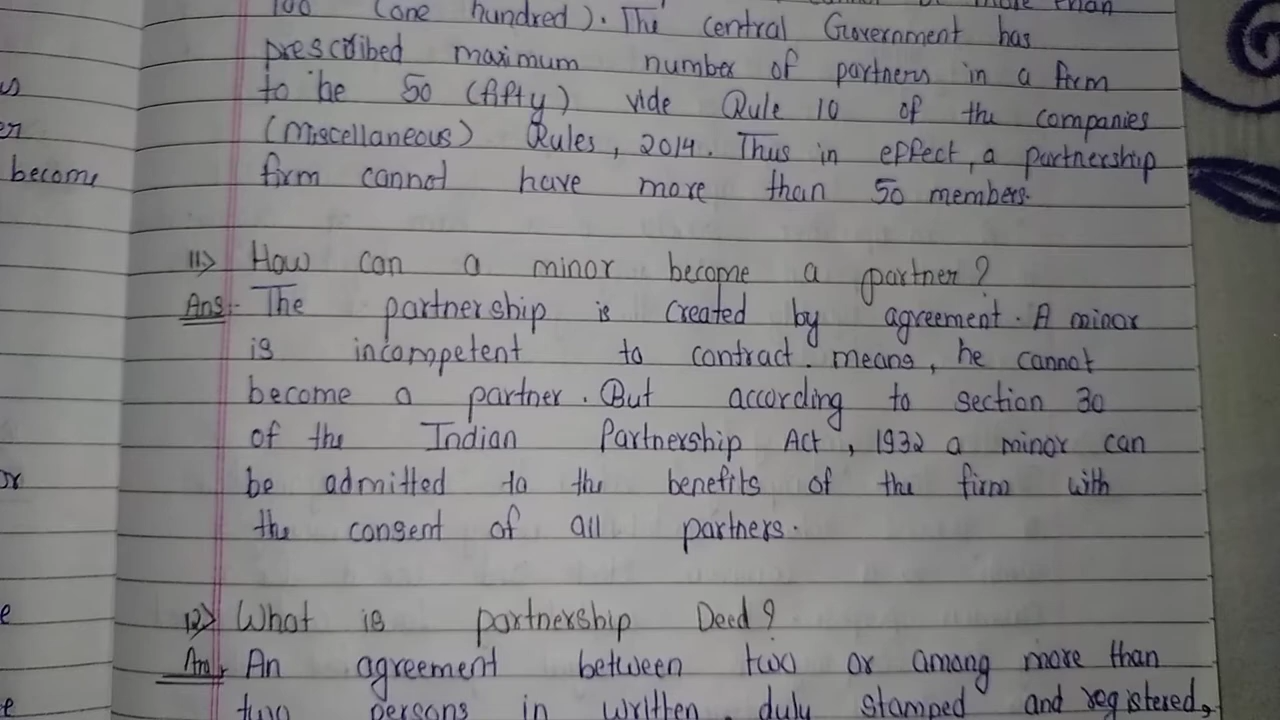 100 (one hundred). The central Government has
prescribed maximum number of partners in a firm
to be 50 (fifty) vide Rule 10 of the companies
(Miscellaneous) Rules, 2014. Thus in effect, a partnership
firm cannot have more than 50 members.
11) How can a minor become a partner?
Ans:- The partnership is created by agreement. A minor
is incompetent to contract. means, he cannot
become a partner. But according to section 30
of the Indian Partnership Act, 1932 a minor can
be admitted to the benefits of the firm with
the consent of all partners.
12) What is partnership Deed?
Ans:- An agreement between two or among more than
two persons in written, duly stamped and registered,
become